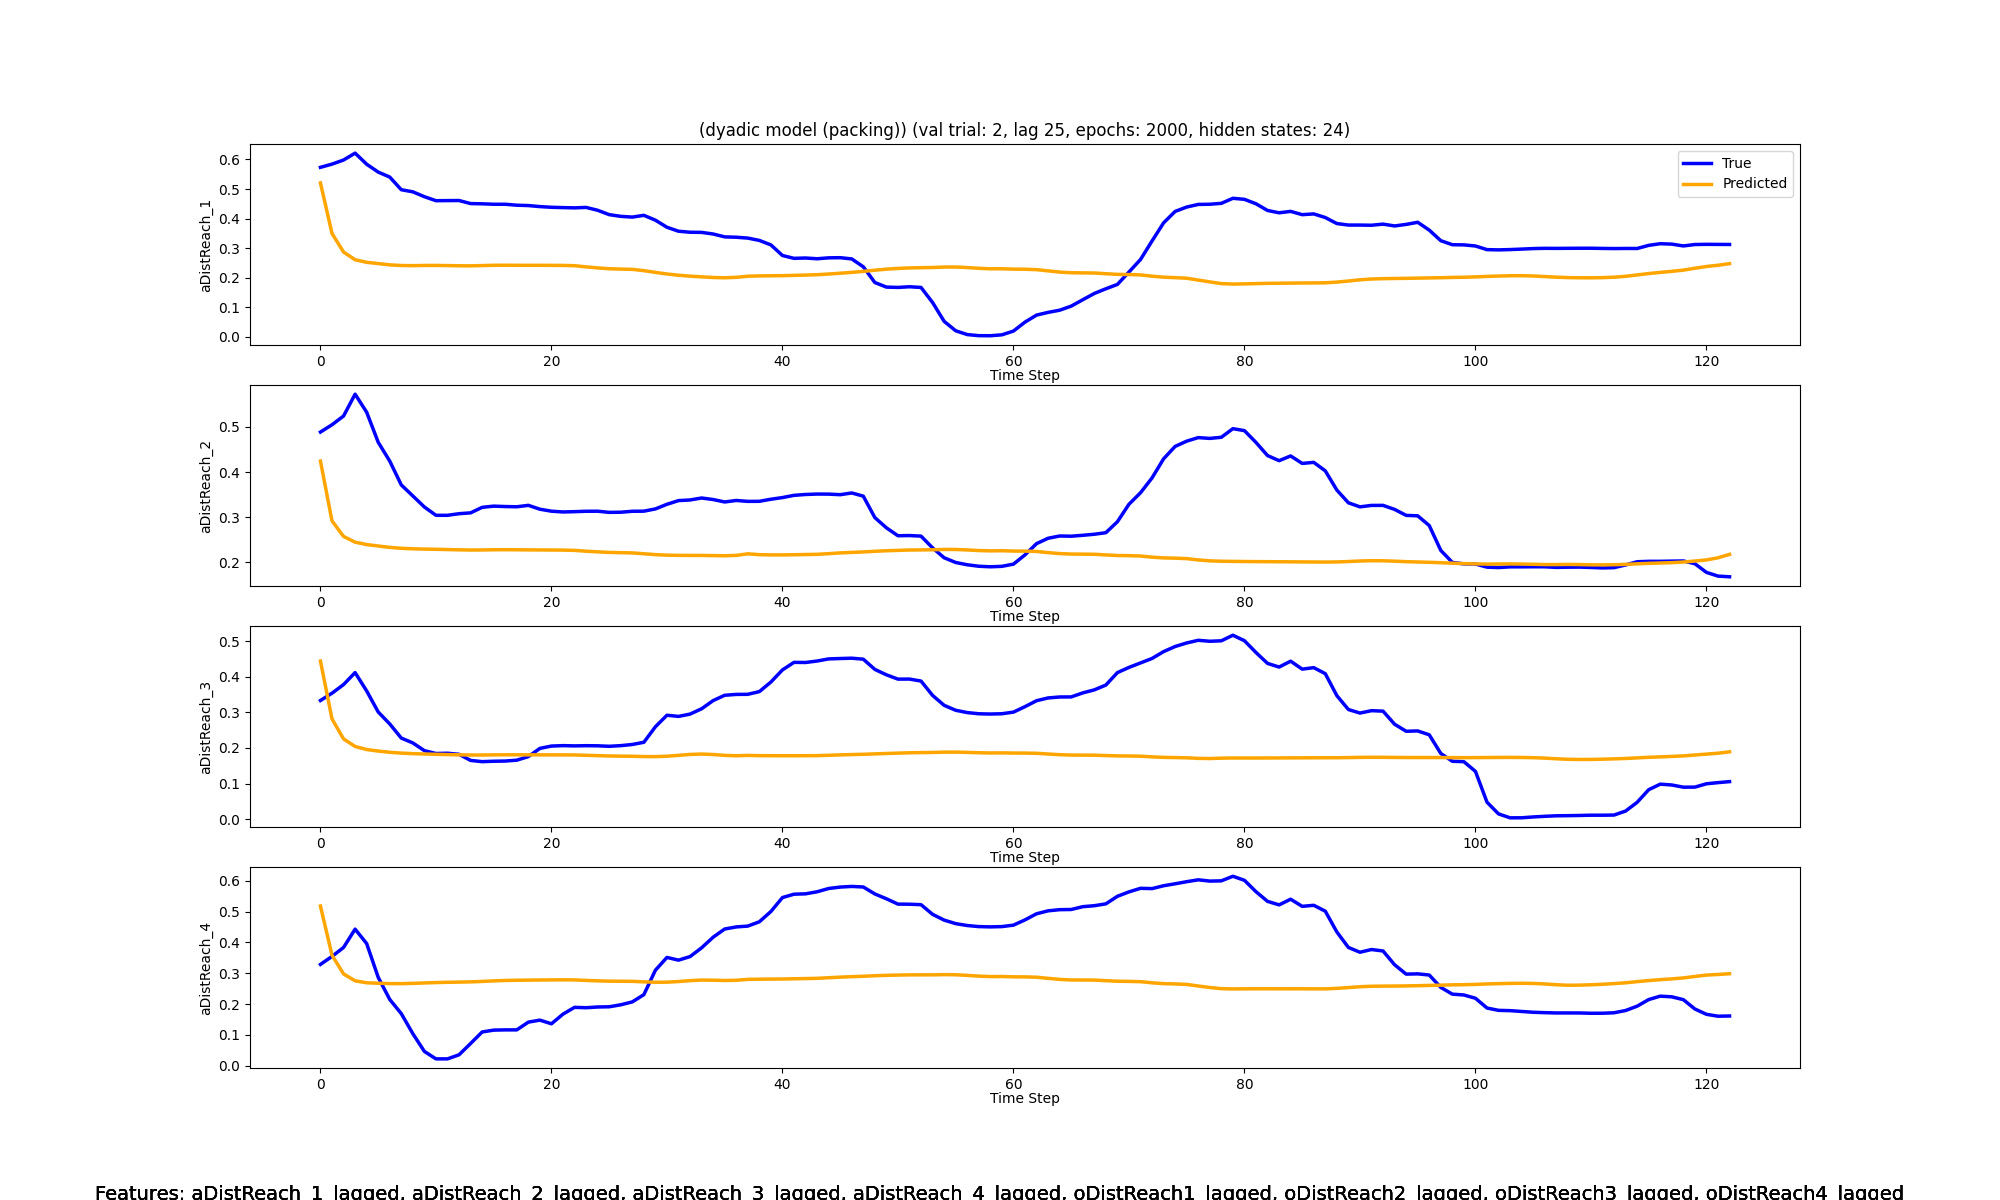 (dyadic model (packing)) (val trial: 2, lag 25, epochs: 2000, hidden states: 24)
True
Predicted
aDistReach_1
0.6
0.5
0.4
0.3
0.2
0.1
0.0
0 20 40 60 80 100 120
Time Step
aDistReach_2
0.5
0.4
0.3
0.2
0 20 40 60 80 100 120
Time Step
aDistReach_3
0.5
0.4
0.3
0.2
0.1
0.0
0 20 40 60 80 100 120
Time Step
aDistReach_4
0.6
0.5
0.4
0.3
0.2
0.1
0.0
0 20 40 60 80 100 120
Time Step
Features: aDistReach_1_lagged, aDistReach_2_lagged, aDistReach_3_lagged, aDistReach_4_lagged, oDistReach1_lagged, oDistReach2_lagged, oDistReach3_lagged, oDistReach4_lagged